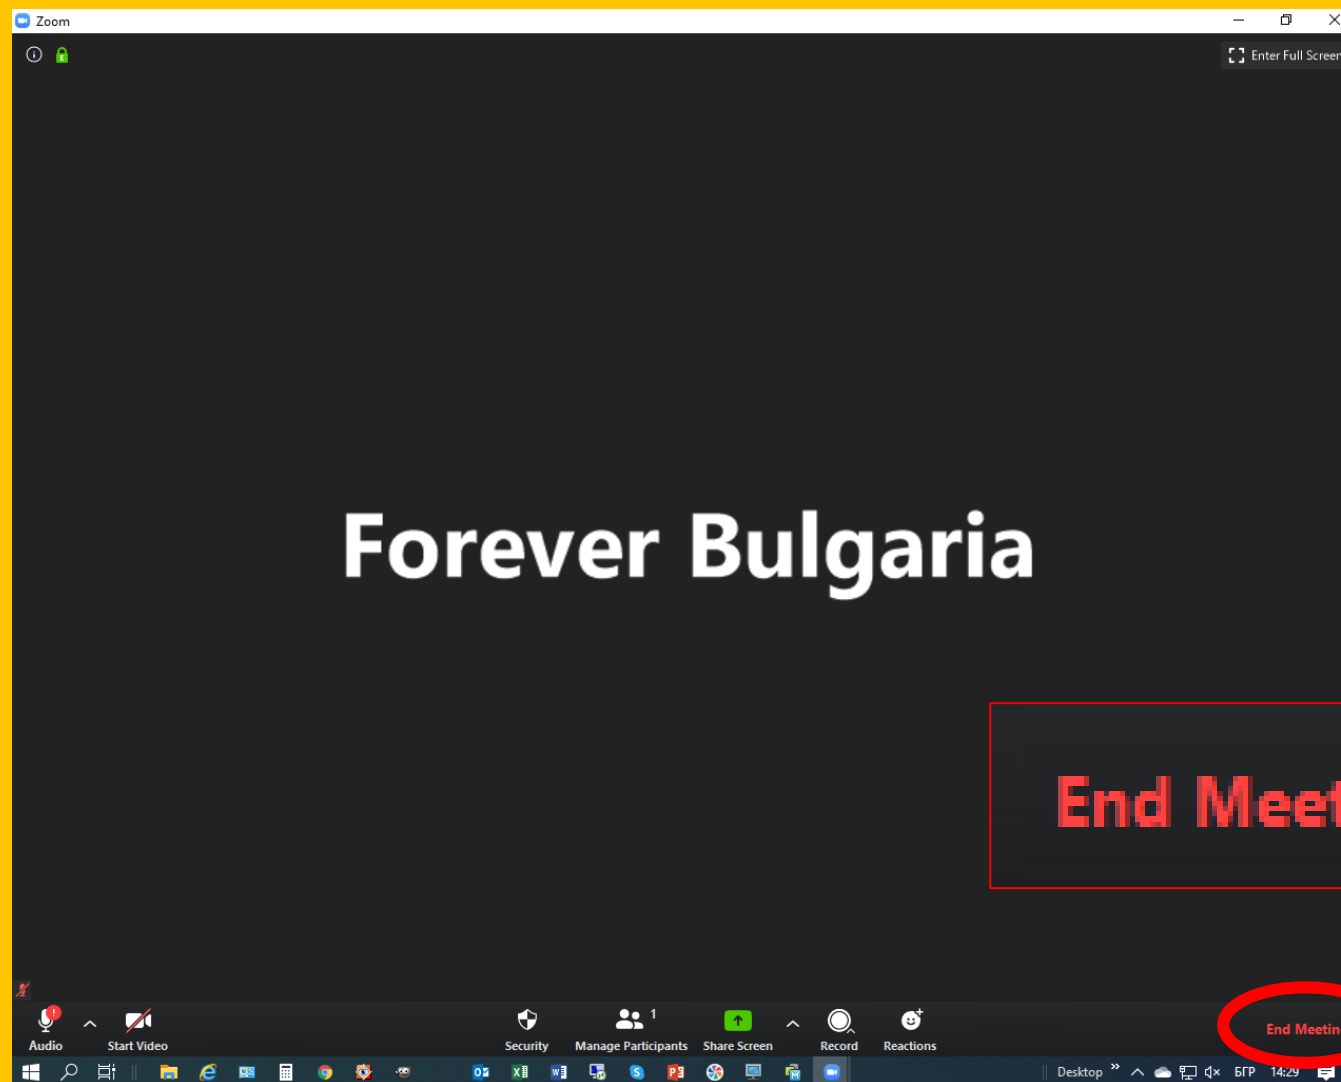 Zoom
Enter Full Screen
Forever Bulgaria
End Meet
1
Audio
Start Video
Security
Manage Participants
Share Screen
Record
Reactions
End Meetin
Desktop
БГР
14:29